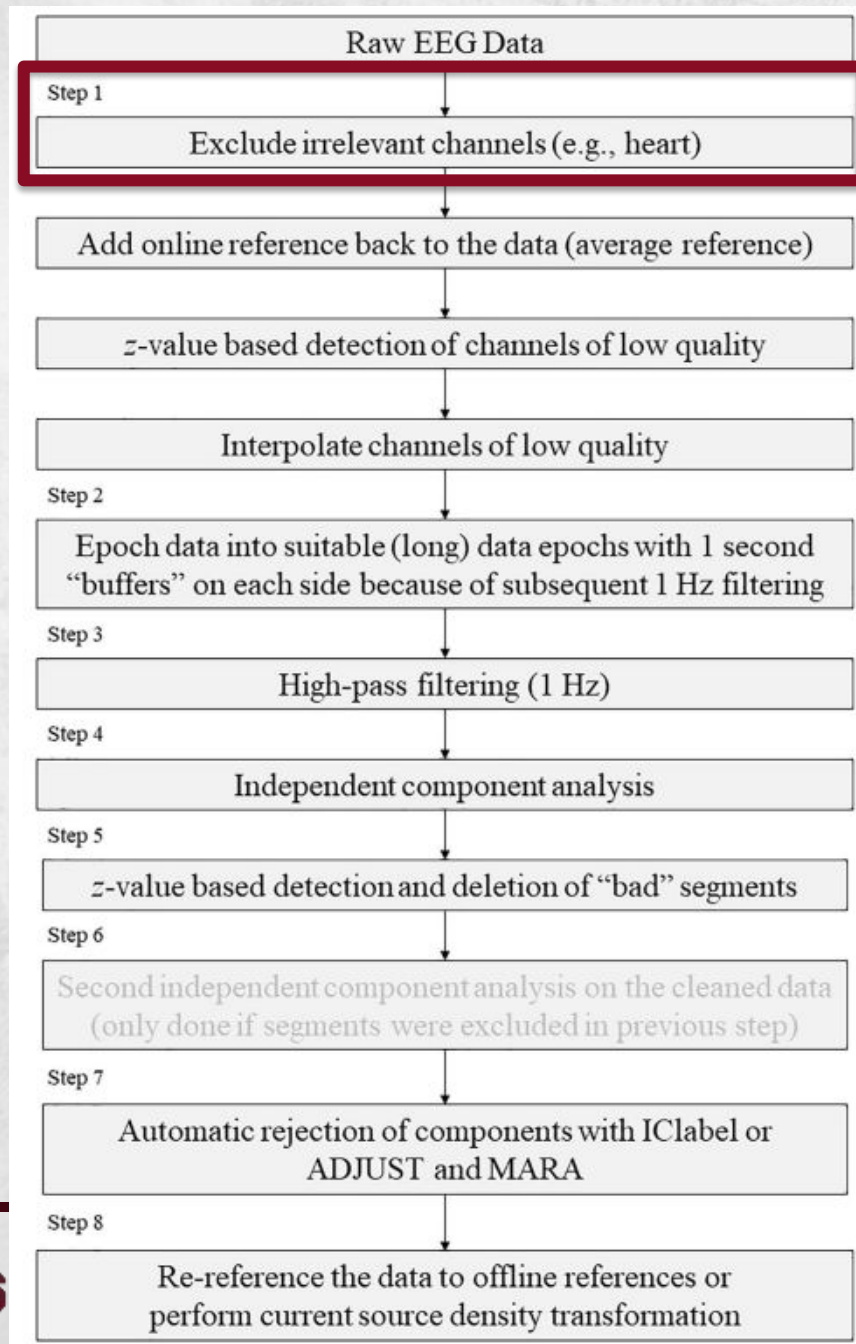 Raw EEG Data
Step 1
Exclude irrelevant channels (e.g., heart)
Add online reference back to the data (average reference)
z-value based detection of channels of low quality
Interpolate channels of low quality
Step 2
Epoch data into suitable (long) data epochs with 1 second
“buffers” on each side because of subsequent 1 Hz filtering
Step 3
High-pass filtering (1 Hz)
Step 4
Independent component analysis
Step 5
z-value based detection and deletion of “bad” segments
Step 6
Second independent component analysis on the cleaned data
(only done if segments were excluded in previous step)
Step 7
Automatic rejection of components with IClabel or
ADJUST and MARA
Step 8
Re-reference the data to offline references or
perform current source density transformation